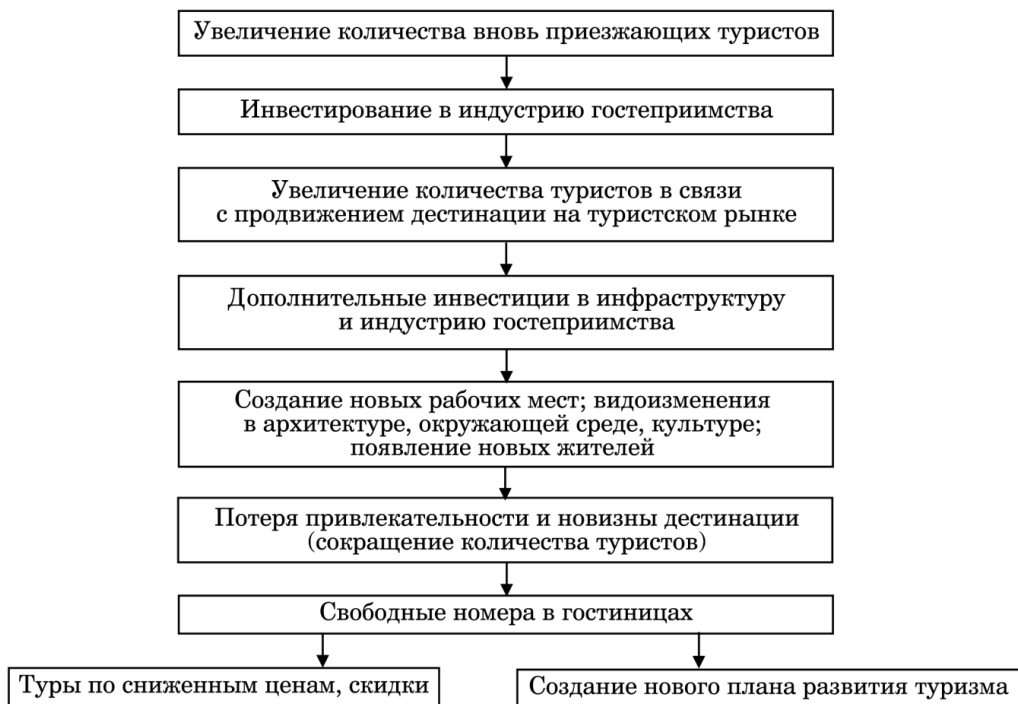 Увеличение количества вновь приезжающих туристов
Инвестирование в индустрию гостеприимства
Увеличение количества туристов в связи
с продвижением дестинации на туристском рынке
Дополнительные инвестиции в инфраструктуру
и индустрию гостеприимства
Создание новых рабочих мест; видоизменения
в архитектуре, окружающей среде, культуре;
появление новых жителей
Потеря привлекательности и новизны дестинации
(сокращение количества туристов)
Свободные номера в гостиницах
Туры по сниженным ценам, скидки
Создание нового плана развития туризма